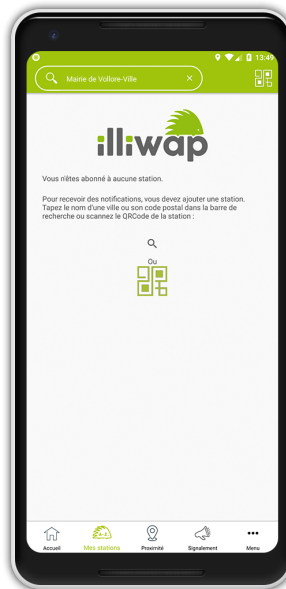 13:49
Mairie de Vollore-Ville
illiwap
Vous n'êtes abonné à aucune station.
Pour recevoir des notifications, vous devez ajouter une station.
Tapez le nom d'une ville ou son code postal dans la barre de
recherche ou scannez le QRCode de la station :
Ou
A-Z
Accueil Mes stations Proximité Signalement Menu